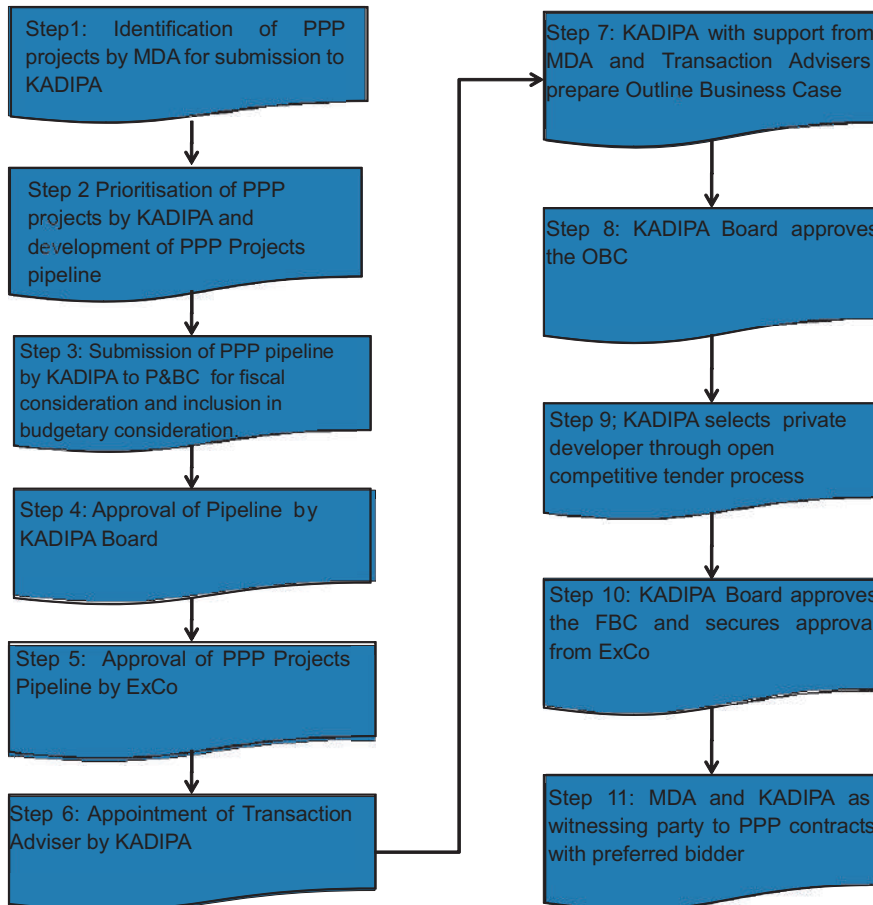 Step1: Identification of PPP
projects by MDA for submission to
KADIPA
Step 2 Prioritisation of PPP
projects by KADIPA and
development of PPP Projects
pipeline
Step 3: Submission of PPP pipeline
by KADIPA to P&BC for fiscal
consideration and inclusion in
budgetary consideration.
Step 4: Approval of Pipeline by
KADIPA Board
Step 5: Approval of PPP Projects
Pipeline by ExCo
Step 6: Appointment of Transaction
Adviser by KADIPA
Step 7: KADIPA with support from
MDA and Transaction Advisers
prepare Outline Business Case
Step 8: KADIPA Board approves
the OBC
Step 9; KADIPA selects private
developer through open
competitive tender process
Step 10: KADIPA Board approves
the FBC and secures approva
from ExCo
Step 11: MDA and KADIPA as
witnessing party to PPP contracts
with preferred bidder